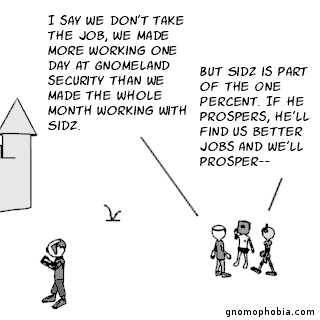 I SAY WE DON'T TAKE
THE JOB, WE MADE
MORE WORKING ONE
DAY AT GNOMELAND
SECURITY THAN WE
MADE THE WHOLE
MONTH WORKING WITH
SIDZ.
BUT SIDZ IS PART
OF THE ONE
PERCENT. IF HE
PROSPERS, HE'LL
FIND US BETTER
JOBS AND WE'LL
PROSPER--
gnomophobia.com